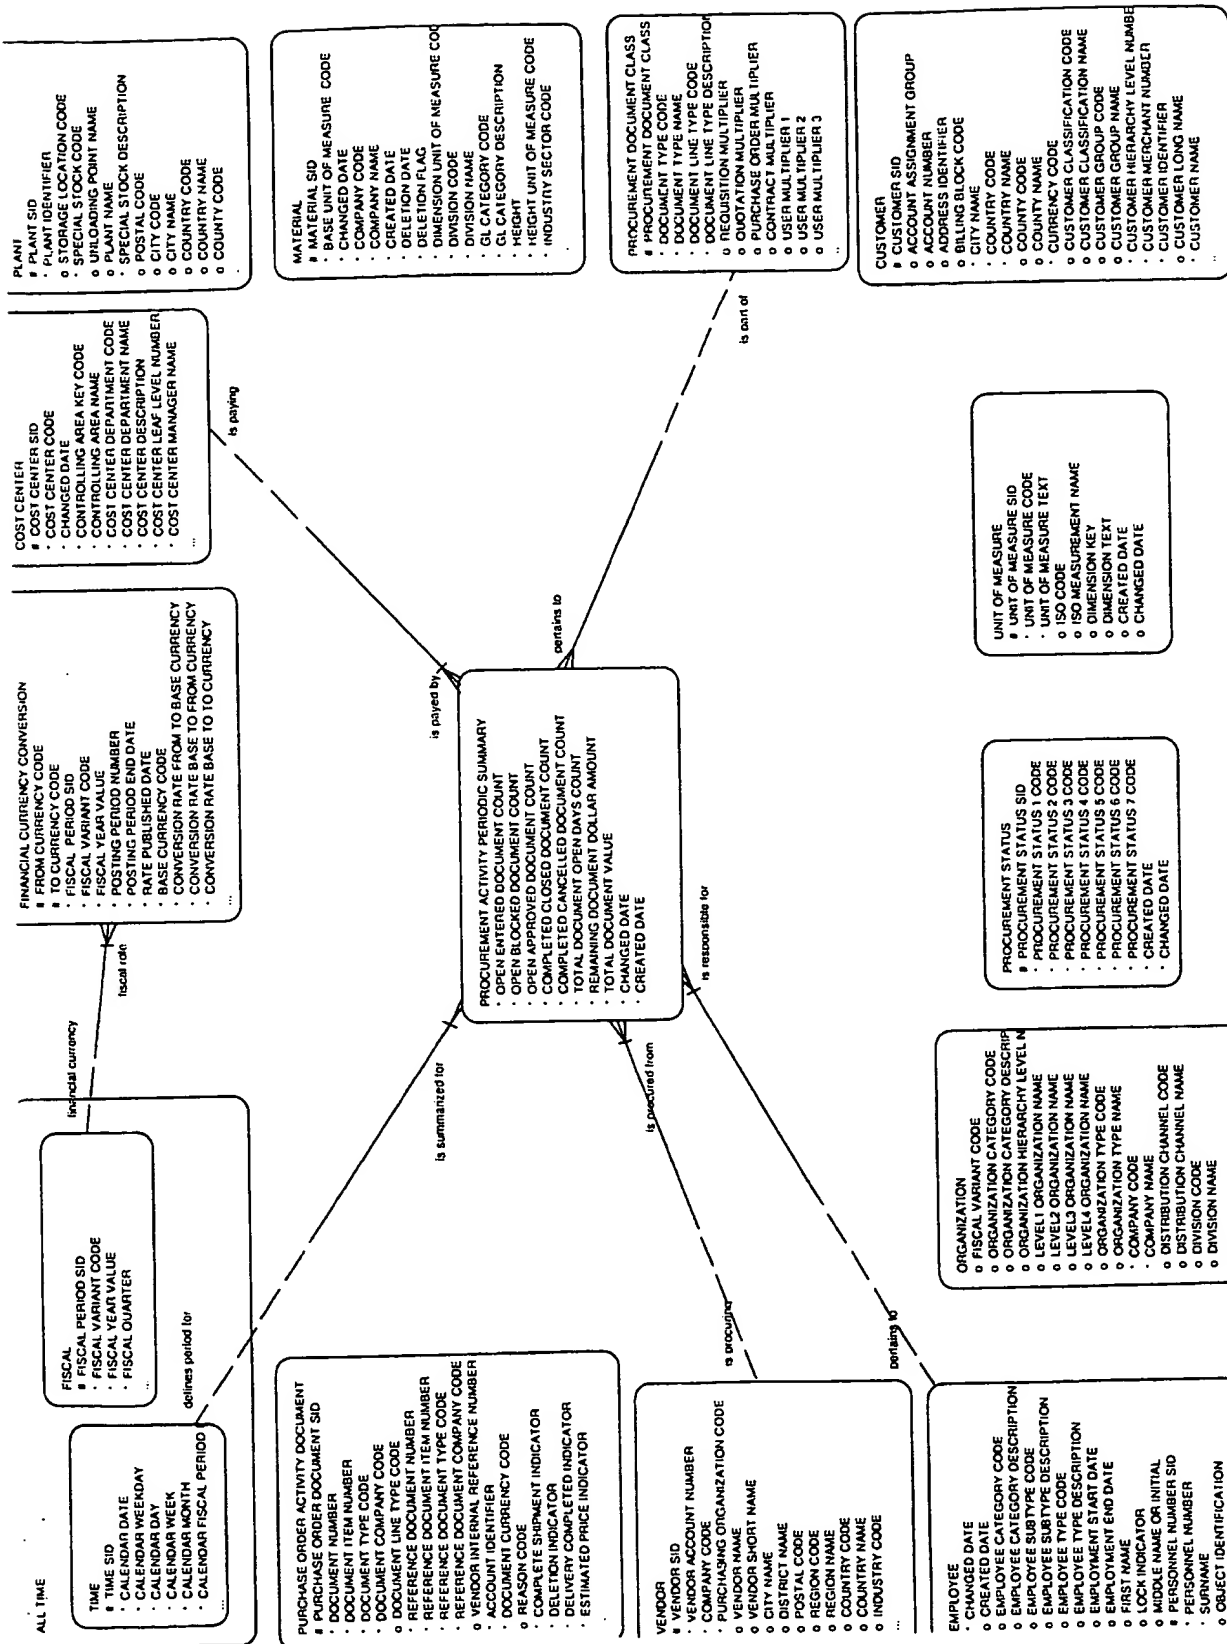 ALL TIME
TIME
# TIME SID
· CALENDAR DATE
· CALENDAR WEEKDAY
· CALENDAR DAY
· CALENDAR WEEK
· CALENDAR MONTH
· CALENDAR FISCAL PERIOD
...
FISCAL
# FISCAL PERIOD SID
· FISCAL VARIANT CODE
· FISCAL YEAR VALUE
· FISCAL QUARTER
...
financial currency
fiscal role
FINANCIAL CURRENCY CONVERSION
# FROM CURRENCY CODE
# TO CURRENCY CODE
· FISCAL PERIOD SID
· FISCAL VARIANT CODE
· FISCAL YEAR VALUE
· POSTING PERIOD NUMBER
· POSTING PERIOD END DATE
· RATE PUBLISHED DATE
· BASE CURRENCY CODE
· CONVERSION RATE FROM TO BASE CURRENCY
· CONVERSION RATE BASE TO FROM CURRENCY
· CONVERSION RATE BASE TO TO CURRENCY
...
COST CENTER
# COST CENTER SID
· COST CENTER CODE
· CHANGED DATE
· CONTROLLING AREA KEY CODE
· CONTROLLING AREA NAME
· COST CENTER DEPARTMENT CODE
· COST CENTER DEPARTMENT NAME
· COST CENTER DESCRIPTION
· COST CENTER LEAF LEVEL NUMBER
· COST CENTER MANAGER NAME
...
PLANT
# PLANT SID
· PLANT IDENTIFIER
o STORAGE LOCATION CODE
· SPECIAL STOCK CODE
o UNLOADING POINT NAME
o PLANT NAME
· SPECIAL STOCK DESCRIPTION
o POSTAL CODE
o CITY CODE
o CITY NAME
o COUNTRY CODE
o COUNTRY NAME
o COUNTY CODE
defines period for
is summarized for
is payed by
is paying
MATERIAL
# MATERIAL SID
· BASE UNIT OF MEASURE CODE
· CHANGED DATE
· COMPANY CODE
· COMPANY NAME
· CREATED DATE
· DELETION DATE
· DELETION FLAG
· DIMENSION UNIT OF MEASURE COD
· DIVISION CODE
· DIVISION NAME
· GL CATEGORY CODE
· GL CATEGORY DESCRIPTION
· HEIGHT
· HEIGHT UNIT OF MEASURE CODE
· INDUSTRY SECTOR CODE
PURCHASE ORDER ACTIVITY DOCUMENT
# PURCHASE ORDER DOCUMENT SID
· DOCUMENT NUMBER
· DOCUMENT ITEM NUMBER
· DOCUMENT TYPE CODE
· DOCUMENT COMPANY CODE
o DOCUMENT LINE TYPE CODE
· REFERENCE DOCUMENT NUMBER
· REFERENCE DOCUMENT ITEM NUMBER
· REFERENCE DOCUMENT TYPE CODE
· REFERENCE DOCUMENT COMPANY CODE
o VENDOR INTERNAL REFERENCE NUMBER
· ACCOUNT IDENTIFIER
· DOCUMENT CURRENCY CODE
o REASON CODE
· COMPLETE SHIPMENT INDICATOR
· DELETION INDICATOR
· DELIVERY COMPLETED INDICATOR
· ESTIMATED PRICE INDICATOR
PROCUREMENT ACTIVITY PERIODIC SUMMARY
· OPEN ENTERED DOCUMENT COUNT
· OPEN BLOCKED DOCUMENT COUNT
· OPEN APPROVED DOCUMENT COUNT
· COMPLETED CLOSED DOCUMENT COUNT
· COMPLETED CANCELLED DOCUMENT COUNT
· TOTAL DOCUMENT OPEN DAYS COUNT
· REMAINING DOCUMENT DOLLAR AMOUNT
· TOTAL DOCUMENT VALUE
· CHANGED DATE
· CREATED DATE
pertains to
is part of
PROCUREMENT DOCUMENT CLASS
# PROCUREMENT DOCUMENT CLASS
· DOCUMENT TYPE CODE
· DOCUMENT TYPE NAME
· DOCUMENT LINE TYPE CODE
· DOCUMENT LINE TYPE DESCRIPTION
o REQUISITION MULTIPLIER
o QUOTATION MULTIPLIER
o PURCHASE ORDER MULTIPLIER
o CONTRACT MULTIPLIER
o USER MULTIPLIER 1
o USER MULTIPLIER 2
o USER MULTIPLIER 3
...
is procured from
is responsible for
is procuring
pertains to
VENDOR
# VENDOR SID
· VENDOR ACCOUNT NUMBER
· COMPANY CODE
· PURCHASING ORGANIZATION CODE
o VENDOR NAME
o VENDOR SHORT NAME
o CITY NAME
o DISTRICT NAME
o POSTAL CODE
o REGION CODE
o REGION NAME
o COUNTRY CODE
o COUNTRY NAME
o INDUSTRY CODE
...
CUSTOMER
# CUSTOMER SID
o ACCOUNT ASSIGNMENT GROUP
o ACCOUNT NUMBER
o ADDRESS IDENTIFIER
o BILLING BLOCK CODE
· CITY NAME
· COUNTRY CODE
· COUNTRY NAME
o COUNTY CODE
o COUNTY NAME
· CURRENCY CODE
o CUSTOMER CLASSIFICATION CODE
o CUSTOMER CLASSIFICATION NAME
o CUSTOMER GROUP CODE
o CUSTOMER GROUP NAME
· CUSTOMER HIERARCHY LEVEL NUMBE
· CUSTOMER MERCHANT NUMBER
· CUSTOMER IDENTIFIER
o CUSTOMER LONG NAME
· CUSTOMER NAME
...
EMPLOYEE
· CHANGED DATE
o CREATED DATE
o EMPLOYEE CATEGORY CODE
o EMPLOYEE CATEGORY DESCRIPTION
o EMPLOYEE SUBTYPE CODE
o EMPLOYEE SUBTYPE DESCRIPTION
o EMPLOYEE TYPE CODE
o EMPLOYEE TYPE DESCRIPTION
o EMPLOYMENT START DATE
o EMPLOYMENT END DATE
o FIRST NAME
o LOCK INDICATOR
o MIDDLE NAME OR INITIAL
# PERSONNEL NUMBER SID
· PERSONNEL NUMBER
· SURNAME
o OBJECT IDENTIFICATION
ORGANIZATION
o FISCAL VARIANT CODE
o ORGANIZATION CATEGORY CODE
o ORGANIZATION CATEGORY DESCRIP
o ORGANIZATION HIERARCHY LEVEL N
o LEVEL1 ORGANIZATION NAME
o LEVEL2 ORGANIZATION NAME
o LEVEL3 ORGANIZATION NAME
o LEVEL4 ORGANIZATION NAME
o ORGANIZATION TYPE CODE
o ORGANIZATION TYPE NAME
· COMPANY CODE
· COMPANY NAME
o DISTRIBUTION CHANNEL CODE
o DISTRIBUTION CHANNEL NAME
o DIVISION CODE
o DIVISION NAME
PROCUREMENT STATUS
# PROCUREMENT STATUS SID
· PROCUREMENT STATUS 1 CODE
· PROCUREMENT STATUS 2 CODE
· PROCUREMENT STATUS 3 CODE
· PROCUREMENT STATUS 4 CODE
· PROCUREMENT STATUS 5 CODE
· PROCUREMENT STATUS 6 CODE
· PROCUREMENT STATUS 7 CODE
· CREATED DATE
· CHANGED DATE
UNIT OF MEASURE
# UNIT OF MEASURE SID
· UNIT OF MEASURE CODE
· UNIT OF MEASURE TEXT
o ISO CODE
o ISO MEASUREMENT NAME
o DIMENSION KEY
o DIMENSION TEXT
o CREATED DATE
o CHANGED DATE